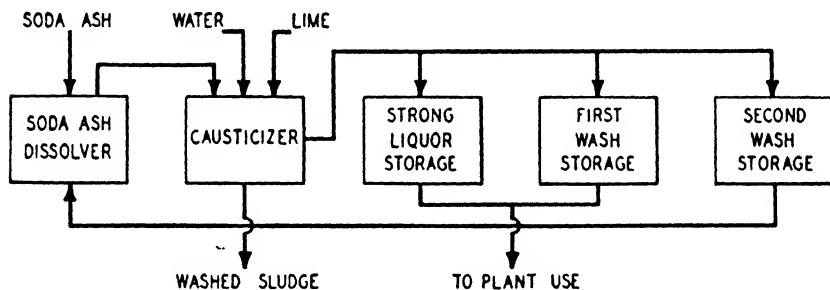 SODA ASH
WATER
LIME
SODA ASH
DISSOLVER
CAUSTICIZER
STRONG
LIQUOR
STORAGE
FIRST
WASH
STORAGE
SECOND
WASH
STORAGE
WASHED SLUDGE
TO PLANT USE